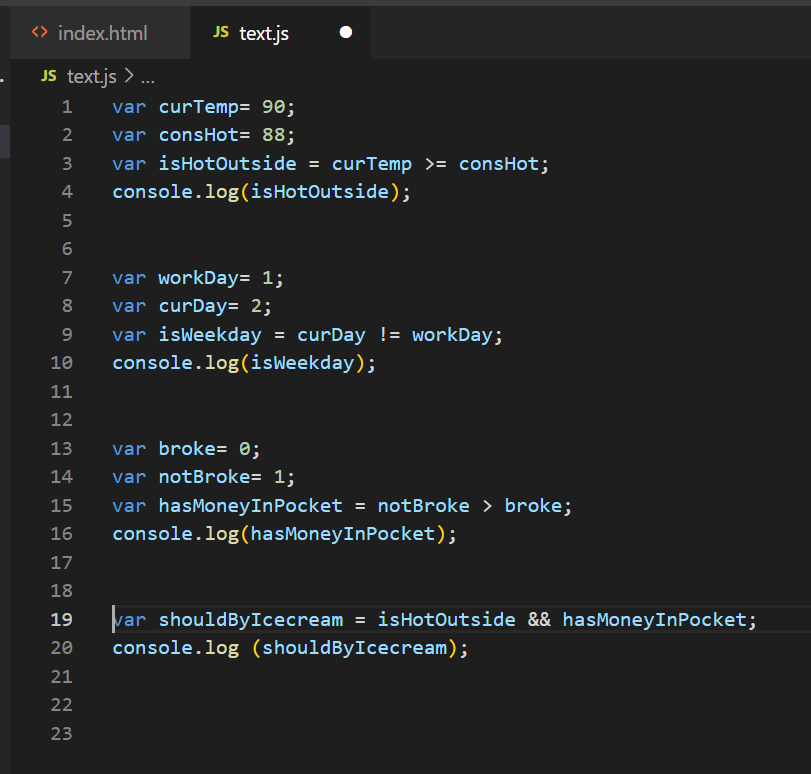 <> index.html JS text.js
JS text.js > ...
1 var curTemp= 90;
2 var consHot= 88;
3 var isHotOutside = curTemp >= consHot;
4 console.log(isHotOutside);
5
6
7 var workDay= 1;
8 var curDay= 2;
9 var isWeekday = curDay != workDay;
10 console.log(isWeekday);
11
12
13 var broke= 0;
14 var notBroke= 1;
15 var hasMoneyInPocket = notBroke > broke;
16 console.log(hasMoneyInPocket);
17
18
19 var shouldByIcecream = isHotOutside && hasMoneyInPocket;
20 console.log (shouldByIcecream);
21
22
23